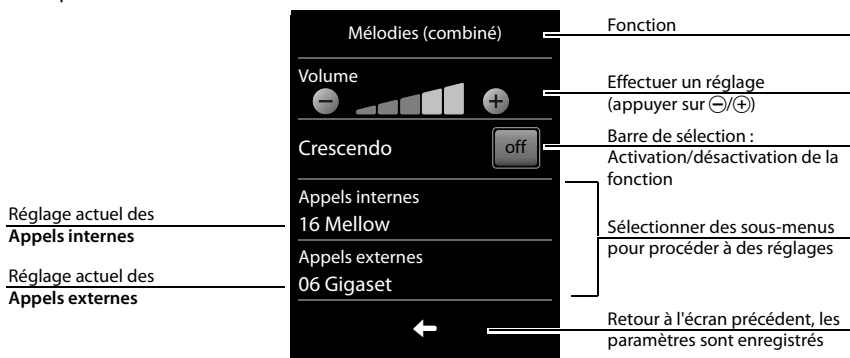 Mélodies (combiné)
Fonction
Volume
Effectuer un réglage
(appuyer sur ⊖/⊕)
Crescendo
off
Barre de sélection :
Activation/désactivation de la
fonction
Réglage actuel des
Appels internes
Appels internes
16 Mellow
Sélectionner des sous-menus
pour procéder à des réglages
Réglage actuel des
Appels externes
Appels externes
06 Gigaset
Retour à l'écran précédent, les
paramètres sont enregistrés